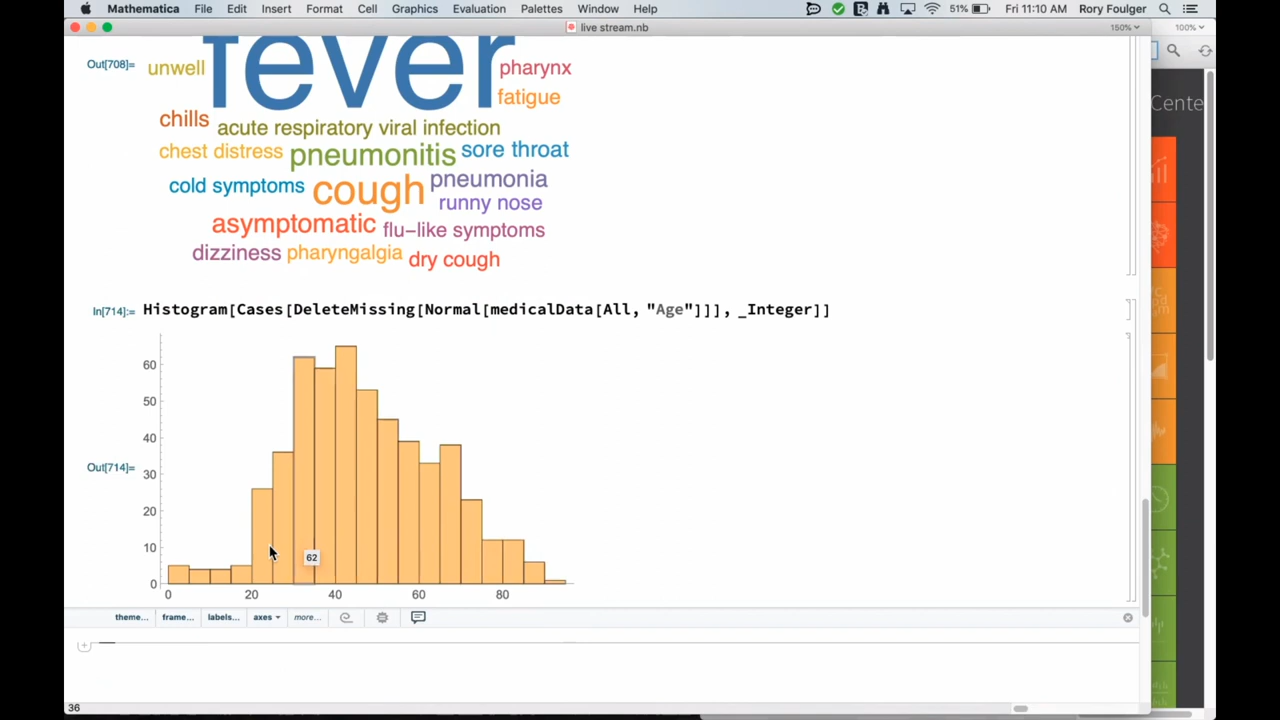 Mathematica File Edit Insert Format Cell Graphics Evaluation Palettes Window Help 51% Fri 11:10 AM Rory Foulger
live stream.nb 150% 100%
Cente
fever
Out[708]= unwell pharynx
fatigue
chills acute respiratory viral infection
chest distress pneumonitis sore throat
cold symptoms cough pneumonia
runny nose
asymptomatic flu-like symptoms
dizziness pharyngalgia dry cough
In[714]:= Histogram[Cases[DeleteMissing[Normal[medicalData[All, "Age"]]], _Integer]]
60
50
40
Out[714]= 30
20
10
62
0
0 20 40 60 80
theme... frame... labels... axes more...
36